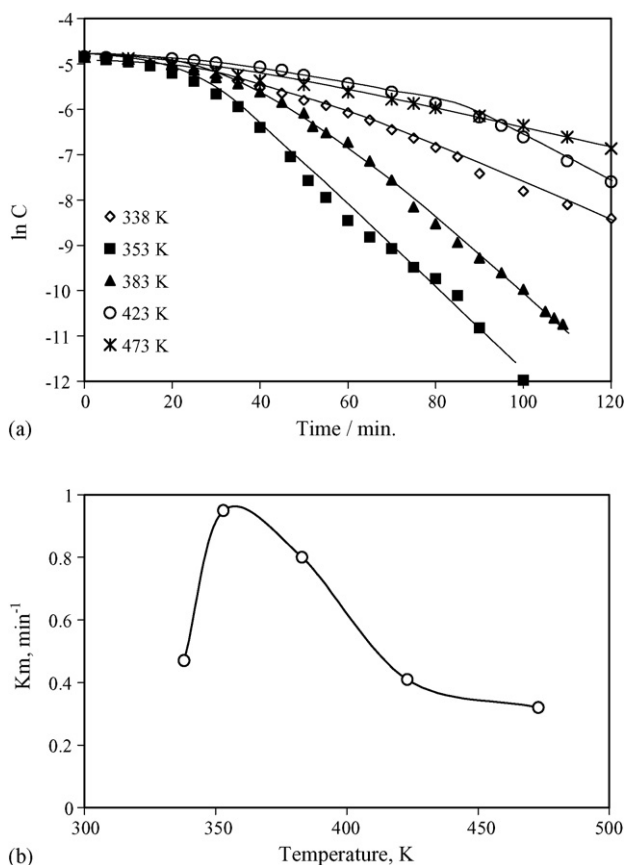 -4
-5
-6
-7
-8
-9
-10
-11
-12
ln C
338 K
353 K
383 K
423 K
473 K
0 20 40 60 80 100 120
(a) Time / min.
1
0.8
0.6
0.4
0.2
0
Km, min⁻¹
300 350 400 450 500
(b) Temperature, K